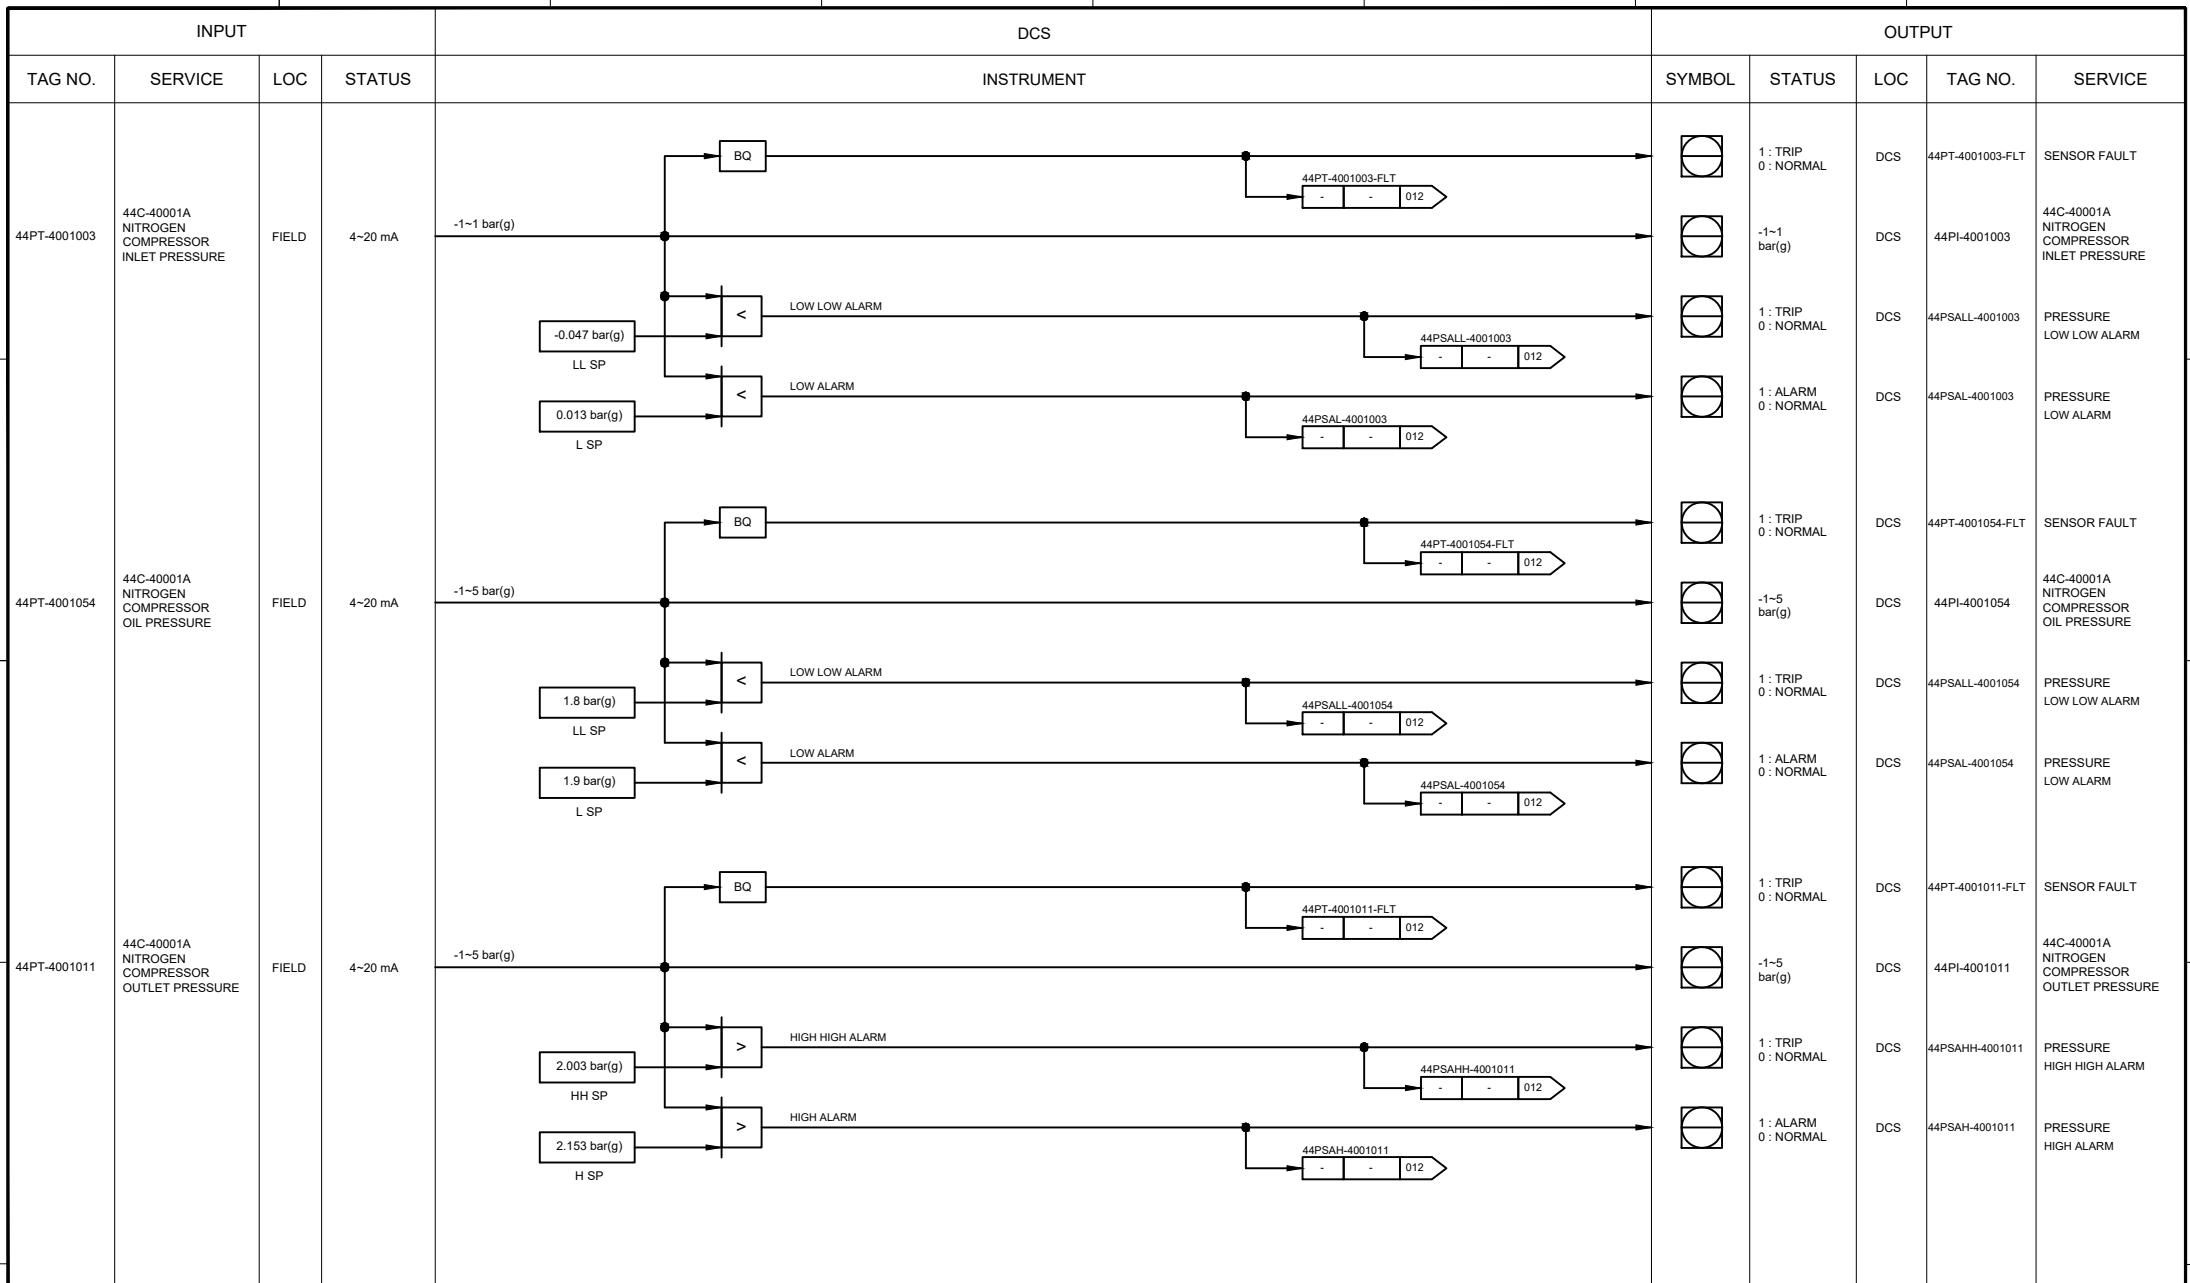 INPUT
DCS
OUTPUT
TAG NO.
SERVICE
LOC
STATUS
INSTRUMENT
SYMBOL
STATUS
LOC
TAG NO.
SERVICE
44PT-4001003
44C-40001A
NITROGEN
COMPRESSOR
INLET PRESSURE
FIELD
4~20 mA
-1~1 bar(g)
BQ
44PT-4001003-FLT
- - 012
1 : TRIP
0 : NORMAL
DCS
44PT-4001003-FLT
SENSOR FAULT
-1~1
bar(g)
DCS
44PI-4001003
44C-40001A
NITROGEN
COMPRESSOR
INLET PRESSURE
-0.047 bar(g)
LL SP
<
LOW LOW ALARM
44PSALL-4001003
- - 012
1 : TRIP
0 : NORMAL
DCS
44PSALL-4001003
PRESSURE
LOW LOW ALARM
0.013 bar(g)
L SP
<
LOW ALARM
44PSAL-4001003
- - 012
1 : ALARM
0 : NORMAL
DCS
44PSAL-4001003
PRESSURE
LOW ALARM
44PT-4001054
44C-40001A
NITROGEN
COMPRESSOR
OIL PRESSURE
FIELD
4~20 mA
-1~5 bar(g)
BQ
44PT-4001054-FLT
- - 012
1 : TRIP
0 : NORMAL
DCS
44PT-4001054-FLT
SENSOR FAULT
-1~5
bar(g)
DCS
44PI-4001054
44C-40001A
NITROGEN
COMPRESSOR
OIL PRESSURE
1.8 bar(g)
LL SP
<
LOW LOW ALARM
44PSALL-4001054
- - 012
1 : TRIP
0 : NORMAL
DCS
44PSALL-4001054
PRESSURE
LOW LOW ALARM
1.9 bar(g)
L SP
<
LOW ALARM
44PSAL-4001054
- - 012
1 : ALARM
0 : NORMAL
DCS
44PSAL-4001054
PRESSURE
LOW ALARM
44PT-4001011
44C-40001A
NITROGEN
COMPRESSOR
OUTLET PRESSURE
FIELD
4~20 mA
-1~5 bar(g)
BQ
44PT-4001011-FLT
- - 012
1 : TRIP
0 : NORMAL
DCS
44PT-4001011-FLT
SENSOR FAULT
-1~5
bar(g)
DCS
44PI-4001011
44C-40001A
NITROGEN
COMPRESSOR
OUTLET PRESSURE
2.003 bar(g)
HH SP
>
HIGH HIGH ALARM
44PSAHH-4001011
- - 012
1 : TRIP
0 : NORMAL
DCS
44PSAHH-4001011
PRESSURE
HIGH HIGH ALARM
2.153 bar(g)
H SP
>
HIGH ALARM
44PSAH-4001011
- - 012
1 : ALARM
0 : NORMAL
DCS
44PSAH-4001011
PRESSURE
HIGH ALARM